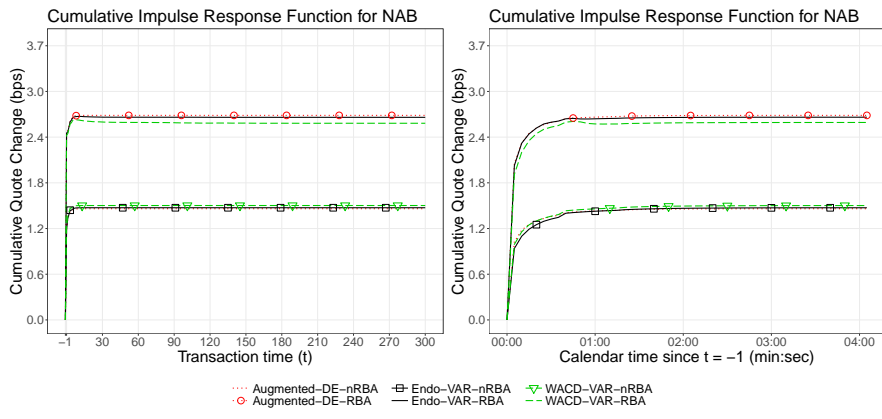 Cumulative Impulse Response Function for NAB
Cumulative Quote Change (bps)
3.7
3.0
2.4
1.8
1.2
0.6
0.0
−1 30 60 90 120 150 180 210 240 270 300
Transaction time (t)
Cumulative Impulse Response Function for NAB
Cumulative Quote Change (bps)
3.7
3.0
2.4
1.8
1.2
0.6
0.0
00:00 01:00 02:00 03:00 04:00
Calendar time since t = −1 (min:sec)
Augmented−DE−nRBA Endo−VAR−nRBA WACD−VAR−nRBA
Augmented−DE−RBA Endo−VAR−RBA WACD−VAR−RBA